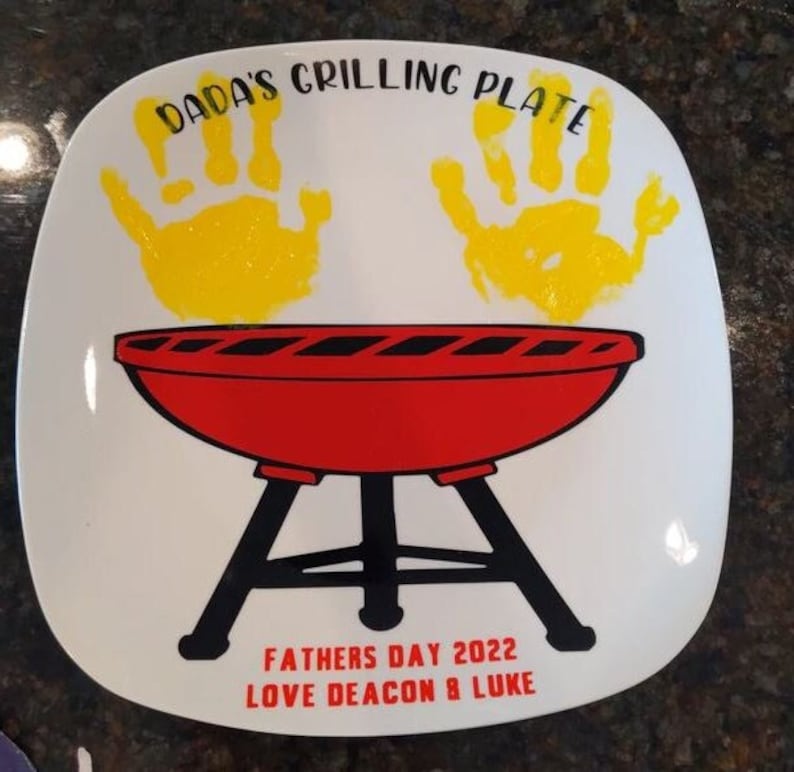 DADA'S GRILLING PLATE
FATHERS DAY 2022
LOVE DEACON & LUKE